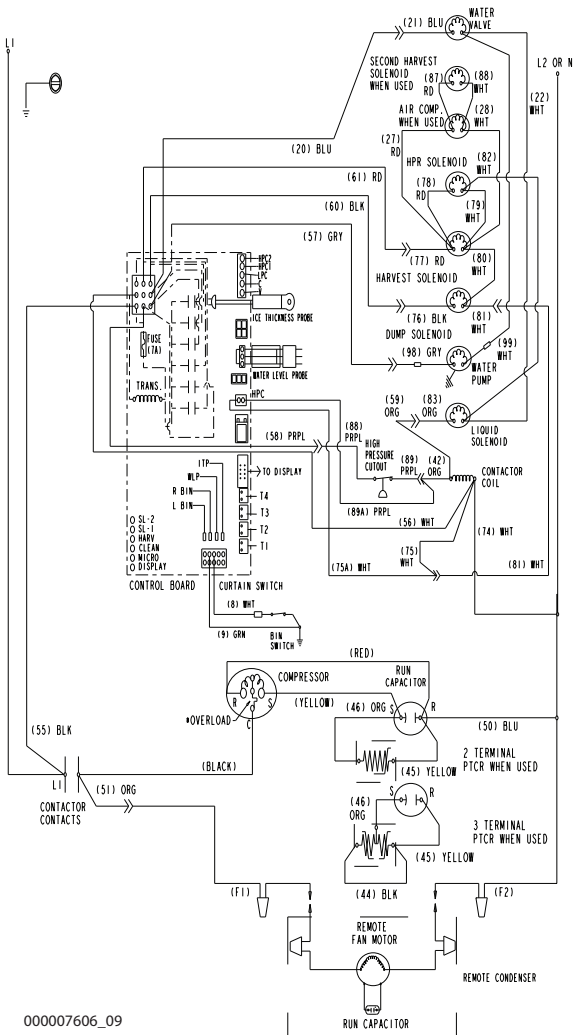 L1
(21) BLU
WATER
VALVE
L2 OR N
SECOND HARVEST
SOLENOID
WHEN USED
(87)
RD
(88)
WHT
(22)
WHT
AIR COMP.
WHEN USED
(28)
WHT
(27)
RD
(20) BLU
(82)
WHT
HPR SOLENOID
(61) RD
(78)
RD
(79)
WHT
(60) BLK
(57) GRY
(77) RD
(80)
WHT
HARVEST SOLENOID
HPC2
HPC1
LPC
C
F
ICE THICKNESS PROBE
(76) BLK
(81)
WHT
DUMP SOLENOID
(99)
WHT
FUSE
(7A)
(98) GRY
WATER
PUMP
WATER LEVEL PROBE
TRANS.
HPC
(59)
ORG
(83)
ORG
LIQUID
SOLENOID
(58) PRPL
(88)
PRPL
HIGH
PRESSURE
CUTOUT
(89)
PRPL
(42)
ORG
CONTACTOR
COIL
ITP
WLP
R BIN
L BIN
TO DISPLAY
T4
T3
T2
T1
(89A) PRPL
(56) WHT
(74) WHT
(75)
WHT
SL-2
SL-1
HARV
CLEAN
MICRO
DISPLAY
(75A) WHT
(81) WHT
CONTROL BOARD
CURTAIN SWITCH
(8) WHT
(9) GRN
BIN
SWITCH
(RED)
COMPRESSOR
RUN
CAPACITOR
R
S
C
*OVERLOAD
(YELLOW)
(46) ORG
S
R
(50) BLU
(55) BLK
(BLACK)
2 TERMINAL
PTCR WHEN USED
(45) YELLOW
L1
(51) ORG
CONTACTOR
CONTACTS
(46)
ORG
S
R
3 TERMINAL
PTCR WHEN USED
(45) YELLOW
(44) BLK
(F1)
(F2)
REMOTE
FAN MOTOR
REMOTE CONDENSER
RUN CAPACITOR
000007606_09